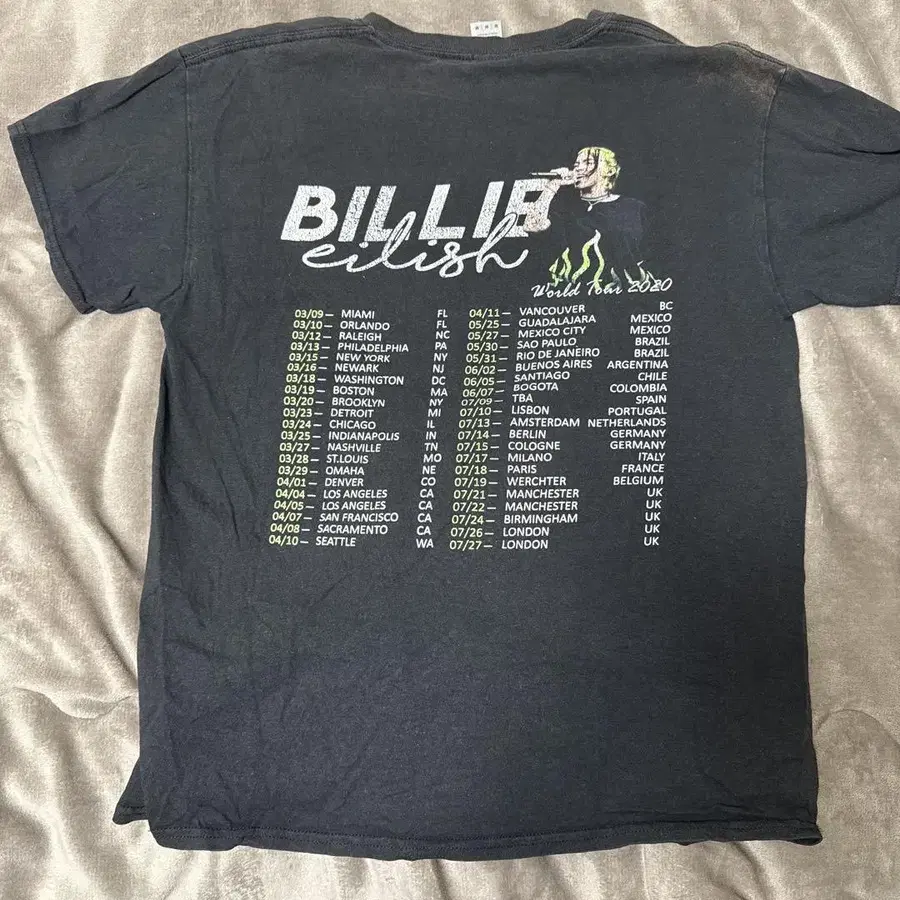 BILLIE
eilish
World Tour 2020
03/09 – MIAMI FL
03/10 – ORLANDO FL
03/12 – RALEIGH NC
03/13 – PHILADELPHIA PA
03/15 – NEW YORK NY
03/16 – NEWARK NJ
03/18 – WASHINGTON DC
03/19 – BOSTON MA
03/20 – BROOKLYN NY
03/23 – DETROIT MI
03/24 – CHICAGO IL
03/25 – INDIANAPOLIS IN
03/27 – NASHVILLE TN
03/28 – ST.LOUIS MO
03/29 – OMAHA NE
04/01 – DENVER CO
04/04 – LOS ANGELES CA
04/05 – LOS ANGELES CA
04/07 – SAN FRANCISCO CA
04/08 – SACRAMENTO CA
04/10 – SEATTLE WA
04/11 – VANCOUVER BC
05/25 – GUADALAJARA MEXICO
05/27 – MEXICO CITY MEXICO
05/30 – SAO PAULO BRAZIL
05/31 – RIO DE JANEIRO BRAZIL
06/02 – BUENOS AIRES ARGENTINA
06/05 – SANTIAGO CHILE
06/07 – BOGOTA COLOMBIA
07/09 – TBA SPAIN
07/10 – LISBON PORTUGAL
07/13 – AMSTERDAM NETHERLANDS
07/14 – BERLIN GERMANY
07/15 – COLOGNE GERMANY
07/17 – MILANO ITALY
07/18 – PARIS FRANCE
07/19 – WERCHTER BELGIUM
07/21 – MANCHESTER UK
07/22 – MANCHESTER UK
07/24 – BIRMINGHAM UK
07/26 – LONDON UK
07/27 – LONDON UK